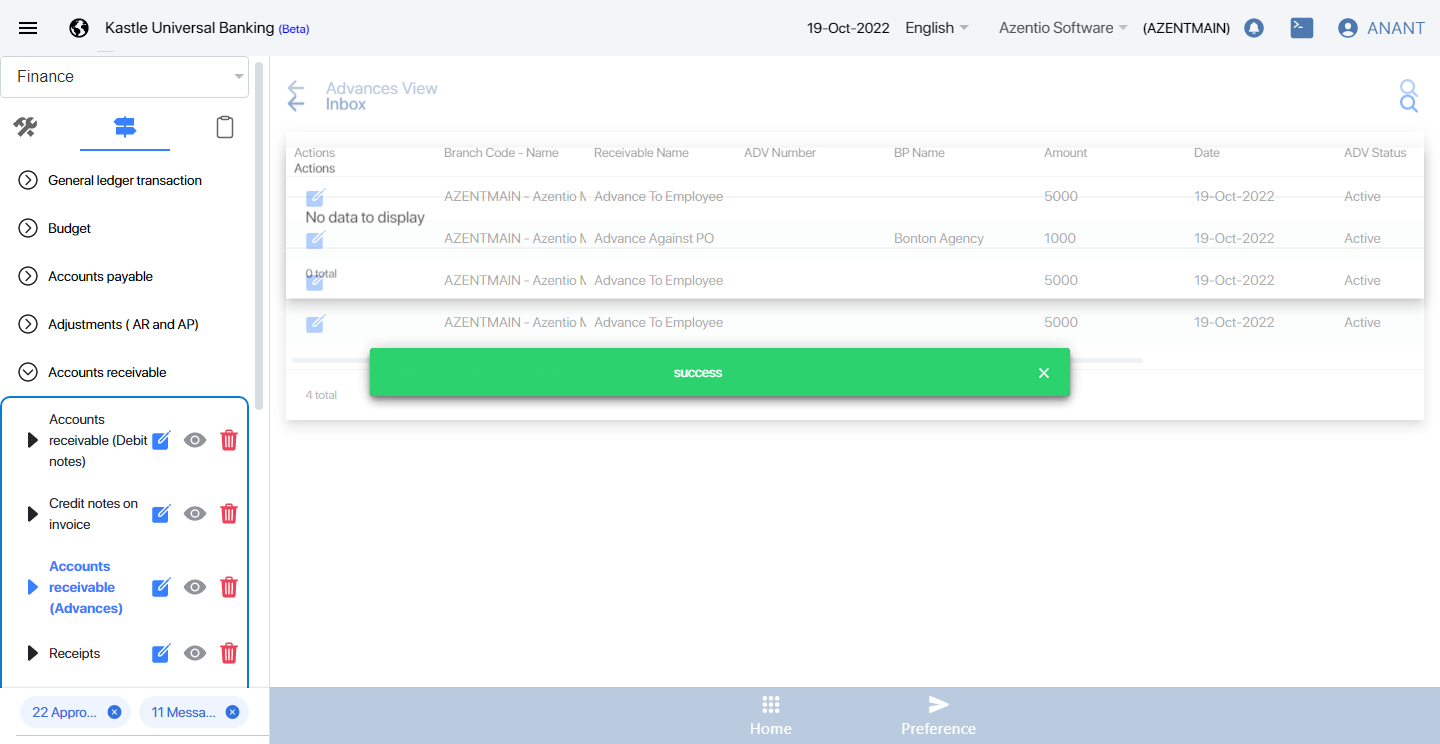 Kastle Universal Banking (Beta)
19-Oct-2022
English
Azentio Software
(AZENTMAIN)
ANANT
Finance
General ledger transaction
Budget
Accounts payable
Adjustments ( AR and AP)
Accounts receivable
Accounts
receivable (Debit
notes)
Credit notes on
invoice
Accounts
receivable
(Advances)
Receipts
22 Appro...
11 Messa...
Advances View
Inbox
Actions Branch Code - Name Receivable Name ADV Number BP Name Amount Date ADV Status
Actions
AZENTMAIN - Azentio M Advance To Employee 5000 19-Oct-2022 Active
No data to display
AZENTMAIN - Azentio M Advance Against PO Bonton Agency 1000 19-Oct-2022 Active
0 total
AZENTMAIN - Azentio M Advance To Employee 5000 19-Oct-2022 Active
AZENTMAIN - Azentio M Advance To Employee 5000 19-Oct-2022 Active
success
4 total
Home
Preference